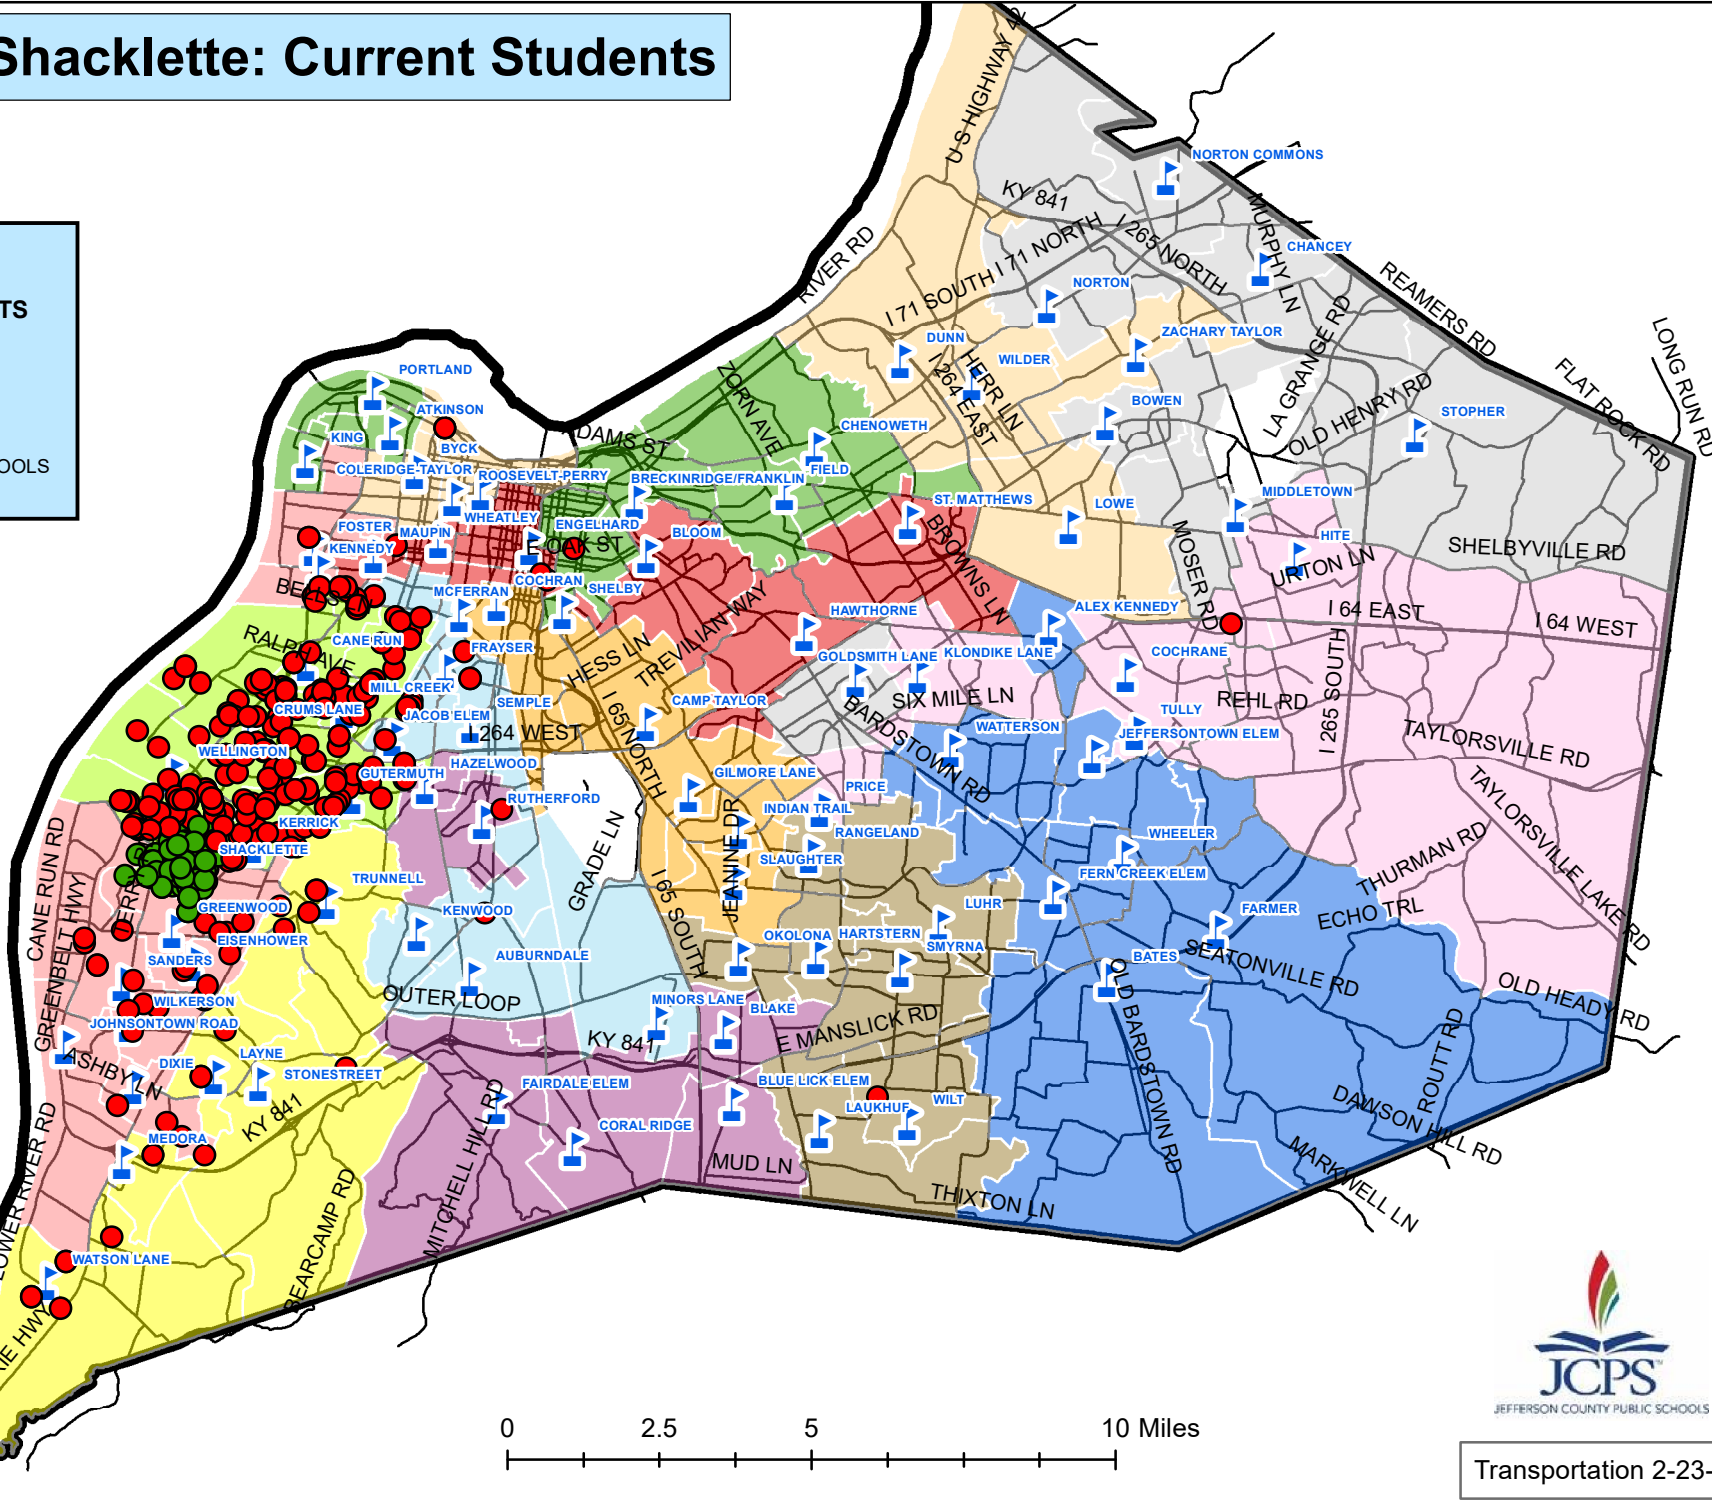 Shacklette: Current Students
TS
OOLS
U S HIGHWAY 42
NORTON COMMONS
KY 841
I 265 NORTH
MURPHY LN
CHANCEY
RIVER RD
I 71 SOUTH
I 71 NORTH
NORTON
REAMERS RD
LA GRANGE RD
LONG RUN RD
FLAT ROCK RD
ZACHARY TAYLOR
DUNN
WILDER
HERR LN
I 264 EAST
PORTLAND
ZORN AVE
BOWEN
OLD HENRY RD
STOPHER
ATKINSON
DAMS ST
CHENOWETH
KING
BYCK
COLERIDGE-TAYLOR
ROOSEVELT-PERRY
BRECKINRIDGE/FRANKLIN
FIELD
ST. MATTHEWS
LOWE
MIDDLETOWN
FOSTER
MAUPIN
WHEATLEY
ENGELHARD
BLOOM
HITE
KENNEDY
E OAK ST
BROWNS LN
MOSER RD
URTON LN
SHELBYVILLE RD
COCHRAN
MCFERRAN
SHELBY
HAWTHORNE
ALEX KENNEDY
I 64 EAST
I 64 WEST
RALPH AVE
CANE RUN
FRAYSER
HESS LN
TREVILIAN WAY
GOLDSMITH LANE
KLONDIKE LANE
COCHRANE
MILL CREEK
SEMPLE
CAMP TAYLOR
SIX MILE LN
REHL RD
I 265 SOUTH
CRUMS LANE
JACOB ELEM
I 264 WEST
I 65 NORTH
BARDSTOWN RD
WATTERSON
TULLY
JEFFERSONTOWN ELEM
TAYLORSVILLE RD
WELLINGTON
HAZELWOOD
GUTERMUTH
RUTHERFORD
GILMORE LANE
PRICE
INDIAN TRAIL
RANGELAND
TAYLORSVILLE LAKE RD
KERRICK
SHACKLETTE
CANE RUN RD
GRADE LN
JEANINE DR
SLAUGHTER
WHEELER
FERN CREEK ELEM
THURMAN RD
TRUNNELL
GREENWOOD
GREENBELT HWY
KENWOOD
I 65 SOUTH
LUHR
FARMER
ECHO TRL
EISENHOWER
SANDERS
AUBURNDALE
OKOLONA
HARTSTERN
SMYRNA
BATES
SEATONVILLE RD
OLD HEADY RD
WILKERSON
OUTER LOOP
MINORS LANE
BLAKE
JOHNSONTOWN ROAD
KY 841
E MANSLICK RD
OLD BARDSTOWN RD
ROUTT RD
ASHBY LN
DIXIE
LAYNE
STONESTREET
FAIRDALE ELEM
BLUE LICK ELEM
LAUKHUF
WILT
DAWSON HILL RD
KY 841
MEDORA
CORAL RIDGE
MITCHELL HILL RD
MUD LN
MARKWELL LN
LOWER RIVER RD
BEARCAMP RD
THIXTON LN
WATSON LANE
IE HWY
0 2.5 5 10 Miles
JCPS
JEFFERSON COUNTY PUBLIC SCHOOLS
Transportation 2-23-